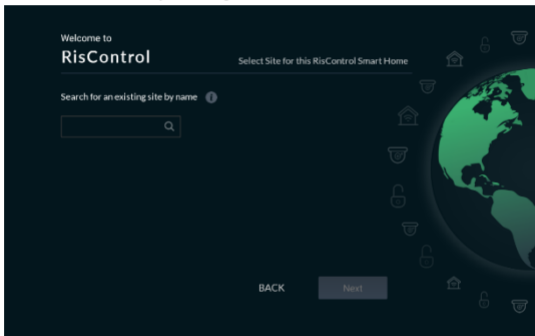 Welcome to
RisControl
Select Site for this RisControl Smart Home
Search for an existing site by name
BACK
Next